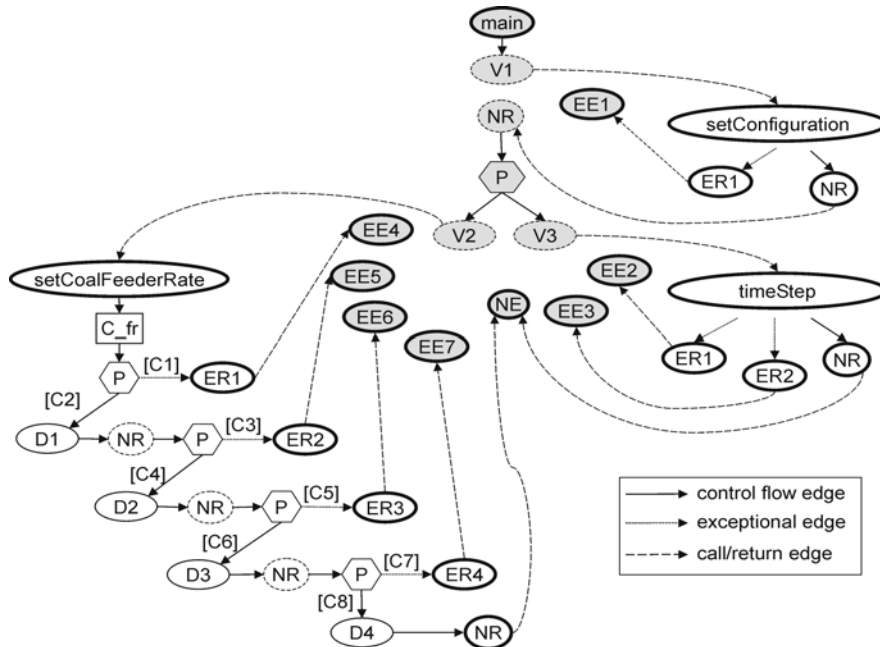 main
V1
EE1
NR
setConfiguration
P
ER1
NR
EE4
V2
V3
EE5
EE2
setCoalFeederRate
timeStep
EE6
NE
EE3
C_fr
EE7
ER1
NR
[C1]
P
ER1
ER2
[C2]
D1
NR
P
[C3]
ER2
[C4]
D2
NR
P
[C5]
ER3
[C6]
D3
NR
P
[C7]
ER4
[C8]
D4
NR
control flow edge
exceptional edge
call/return edge